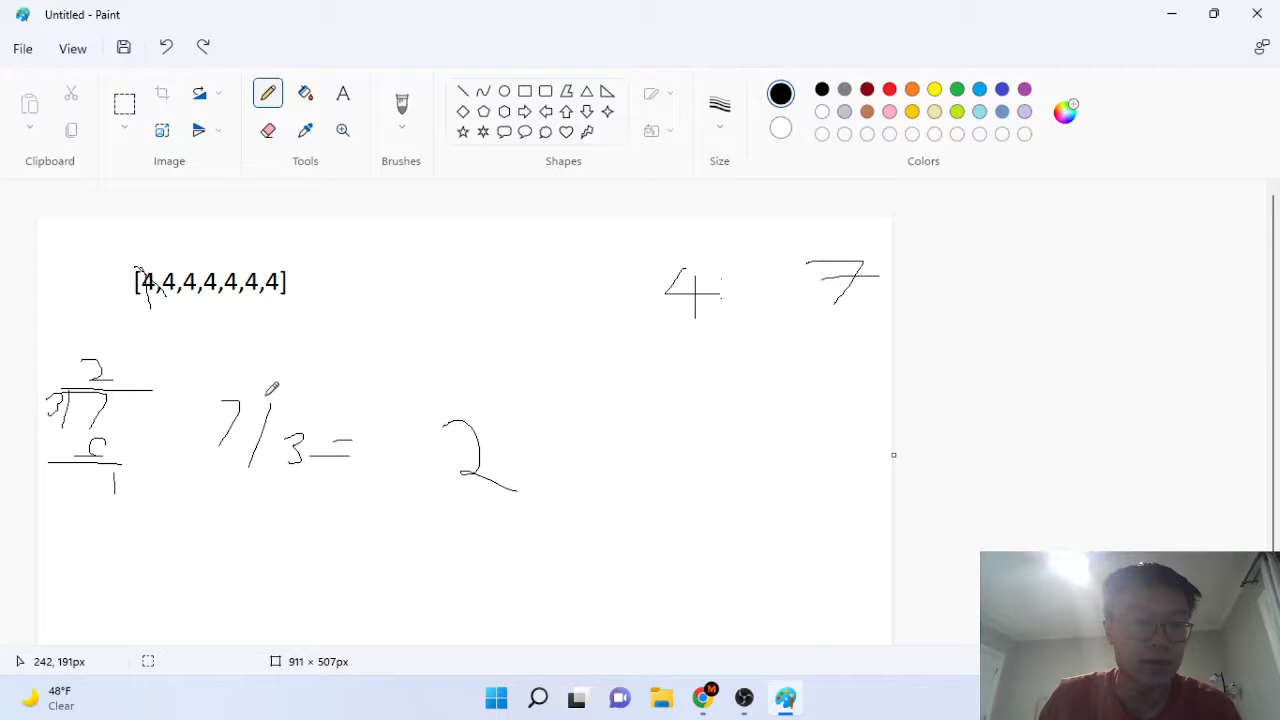 Untitled - Paint
File View
Clipboard Image Tools Brushes Shapes Size Colors
[4,4,4,4,4,4,4]
4 7
2
3 7
7/3= 2
6
1
242, 191px 911 × 507px
48°F
Clear